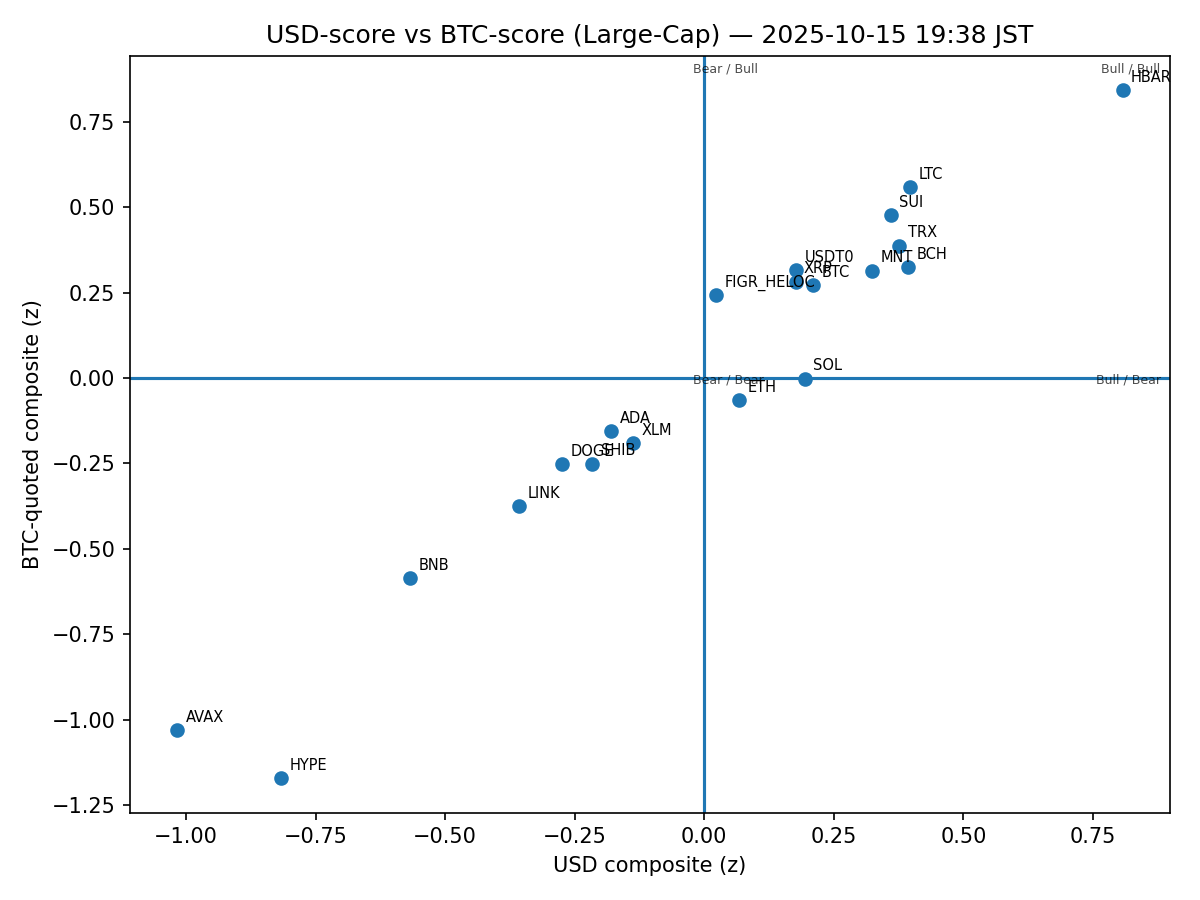 USD-score vs BTC-score (Large-Cap) — 2025-10-15 19:38 JST
Bear / Bull
Bull / Bull
HBAR
LTC
SUI
TRX
BCH
USDT0
MNT
XRP
BTC
FIGR_HELOC
SOL
Bear / Bear
Bull / Bear
ETH
ADA
XLM
DOGE
SHIB
LINK
BNB
AVAX
HYPE
0.75
0.50
0.25
0.00
−0.25
−0.50
−0.75
−1.00
−1.25
BTC-quoted composite (z)
−1.00
−0.75
−0.50
−0.25
0.00
0.25
0.50
0.75
USD composite (z)